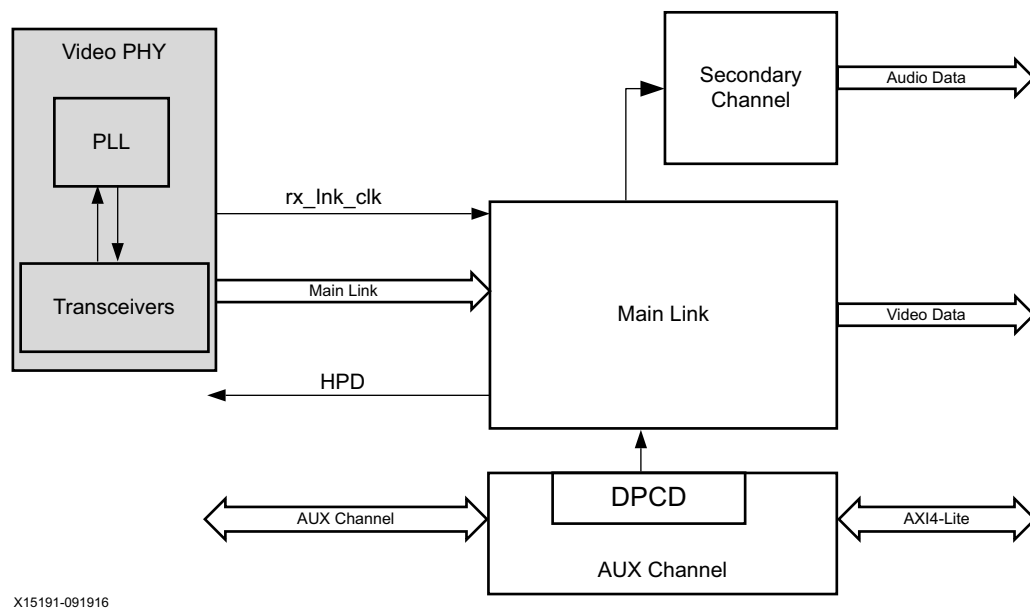 Video PHY
PLL
Transceivers
rx_lnk_clk
Main Link
HPD
AUX Channel
Secondary
Channel
Audio Data
Main Link
Video Data
DPCD
AUX Channel
AXI4-Lite
X15191-091916